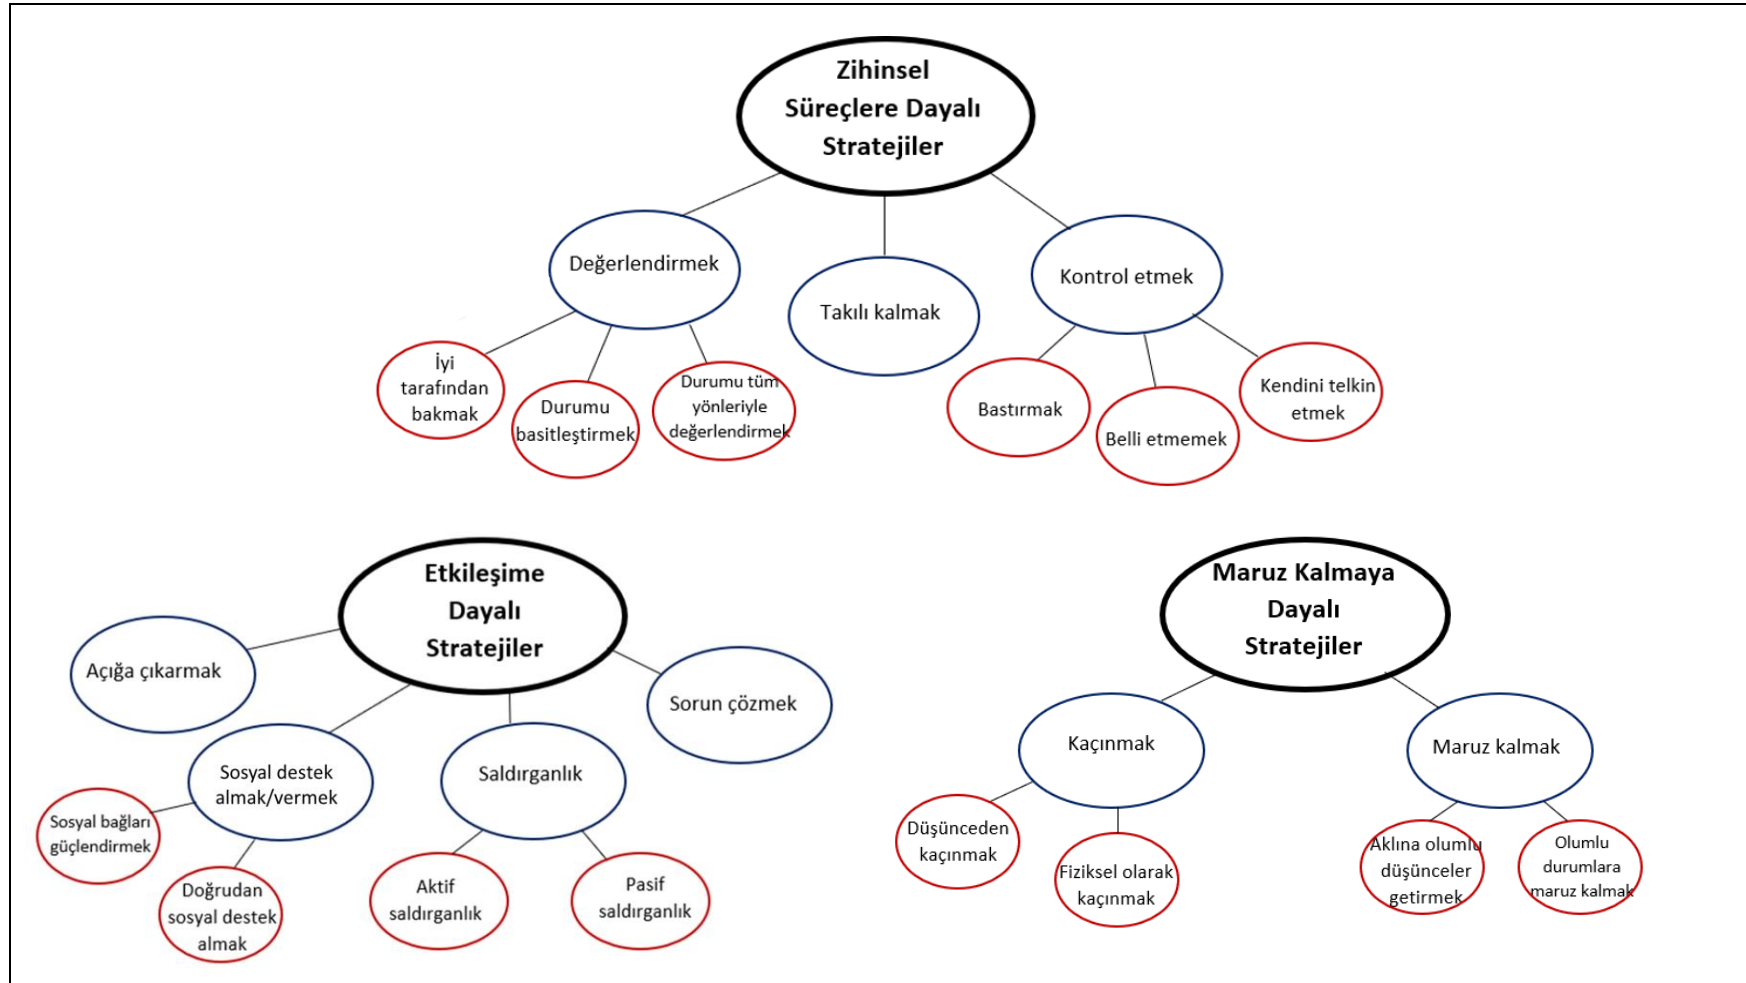 Zihinsel
Süreçlere Dayalı
Stratejiler
Değerlendirmek
Takılı kalmak
Kontrol etmek
İyi
tarafından
bakmak
Durumu
basitleştirmek
Durumu tüm
yönleriyle
değerlendirmek
Bastırmak
Belli etmemek
Kendini telkin
etmek
Etkileşime
Dayalı
Stratejiler
Açığa çıkarmak
Sosyal destek
almak/vermek
Saldırganlık
Sorun çözmek
Sosyal bağları
güçlendirmek
Doğrudan
sosyal destek
almak
Aktif
saldırganlık
Pasif
saldırganlık
Maruz Kalmaya
Dayalı
Stratejiler
Kaçınmak
Maruz kalmak
Düşünceden
kaçınmak
Fiziksel olarak
kaçınmak
Aklına olumlu
düşünceler
getirmek
Olumlu
durumlara
maruz kalmak